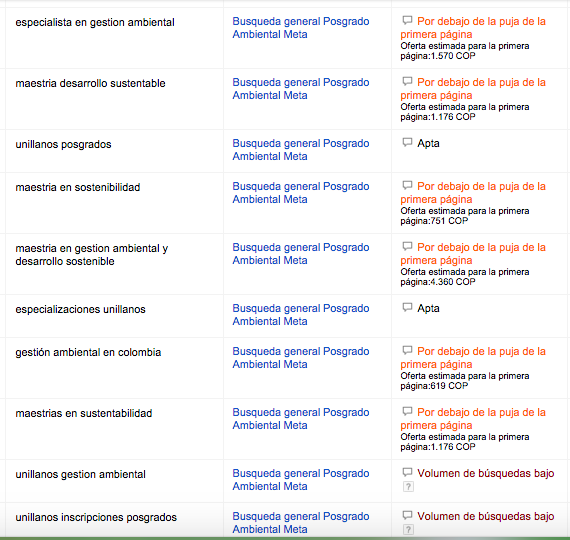 especialista en gestion ambiental
Busqueda general Posgrado
Ambiental Meta
Por debajo de la puja de la
primera página
Oferta estimada para la primera
página:1.570 COP
maestria desarrollo sustentable
Busqueda general Posgrado
Ambiental Meta
Por debajo de la puja de la
primera página
Oferta estimada para la primera
página:1.176 COP
unillanos posgrados
Busqueda general Posgrado
Ambiental Meta
Apta
maestria en sostenibilidad
Busqueda general Posgrado
Ambiental Meta
Por debajo de la puja de la
primera página
Oferta estimada para la primera
página:751 COP
maestria en gestion ambiental y
desarrollo sostenible
Busqueda general Posgrado
Ambiental Meta
Por debajo de la puja de la
primera página
Oferta estimada para la primera
página:4.360 COP
especializaciones unillanos
Busqueda general Posgrado
Ambiental Meta
Apta
gestión ambiental en colombia
Busqueda general Posgrado
Ambiental Meta
Por debajo de la puja de la
primera página
Oferta estimada para la primera
página:619 COP
maestrias en sustentabilidad
Busqueda general Posgrado
Ambiental Meta
Por debajo de la puja de la
primera página
Oferta estimada para la primera
página:1.176 COP
unillanos gestion ambiental
Busqueda general Posgrado
Ambiental Meta
Volumen de búsquedas bajo
?
unillanos inscripciones posgrados
Busqueda general Posgrado
Ambiental Meta
Volumen de búsquedas bajo
?